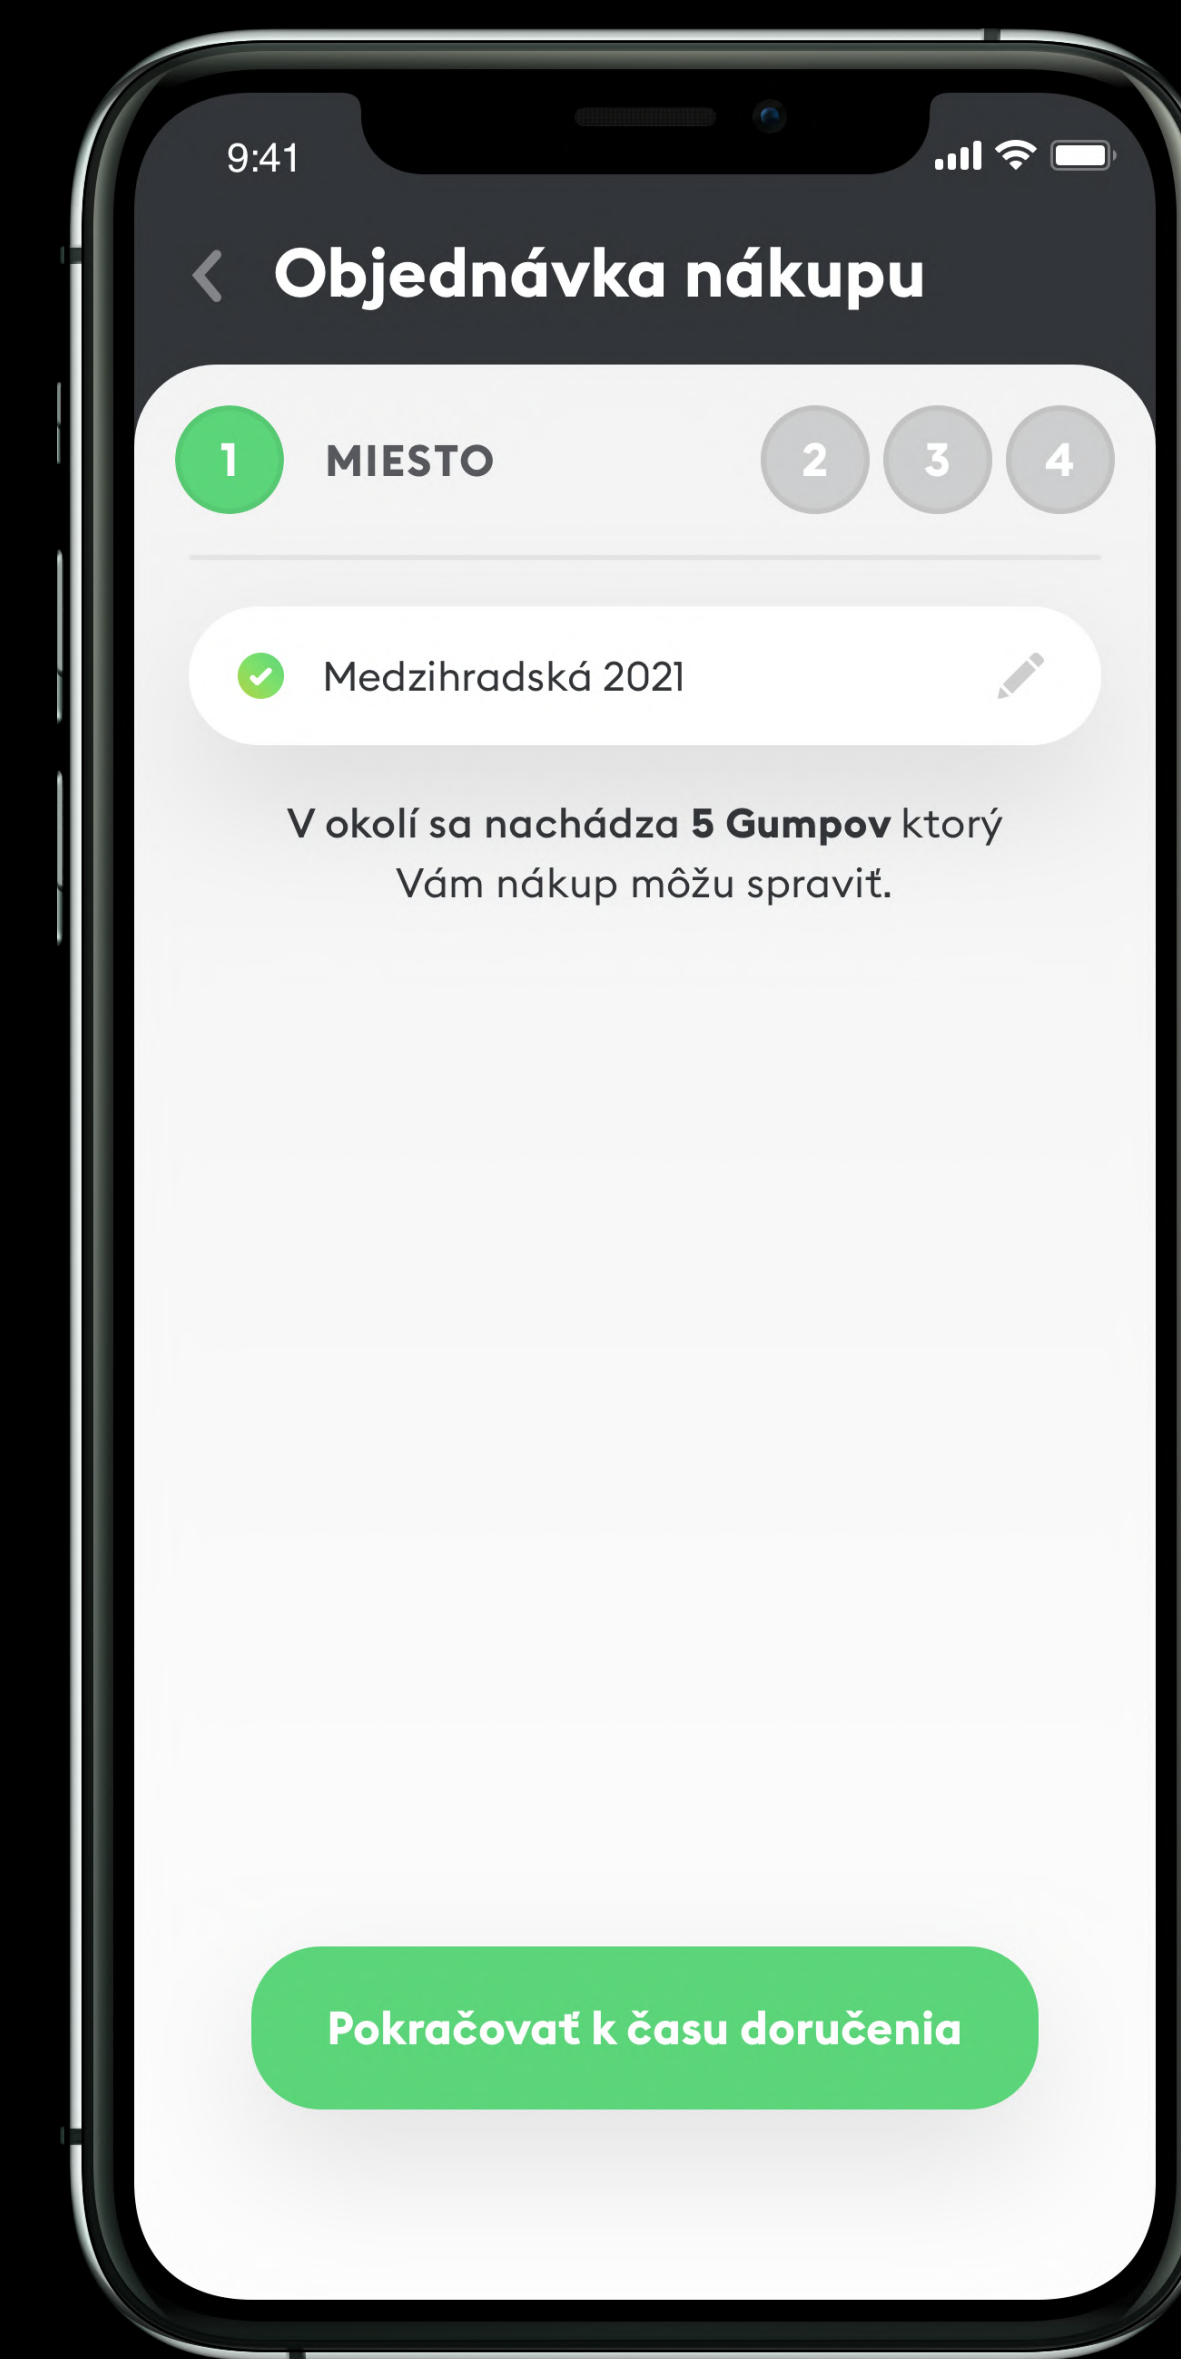 9:41
Objednávka nákupu
1 MIESTO 2 3 4
Medzihradská 2021
V okolí sa nachádza 5 Gumpov ktorý
Vám nákup môžu spraviť.
Pokračovať k času doručenia